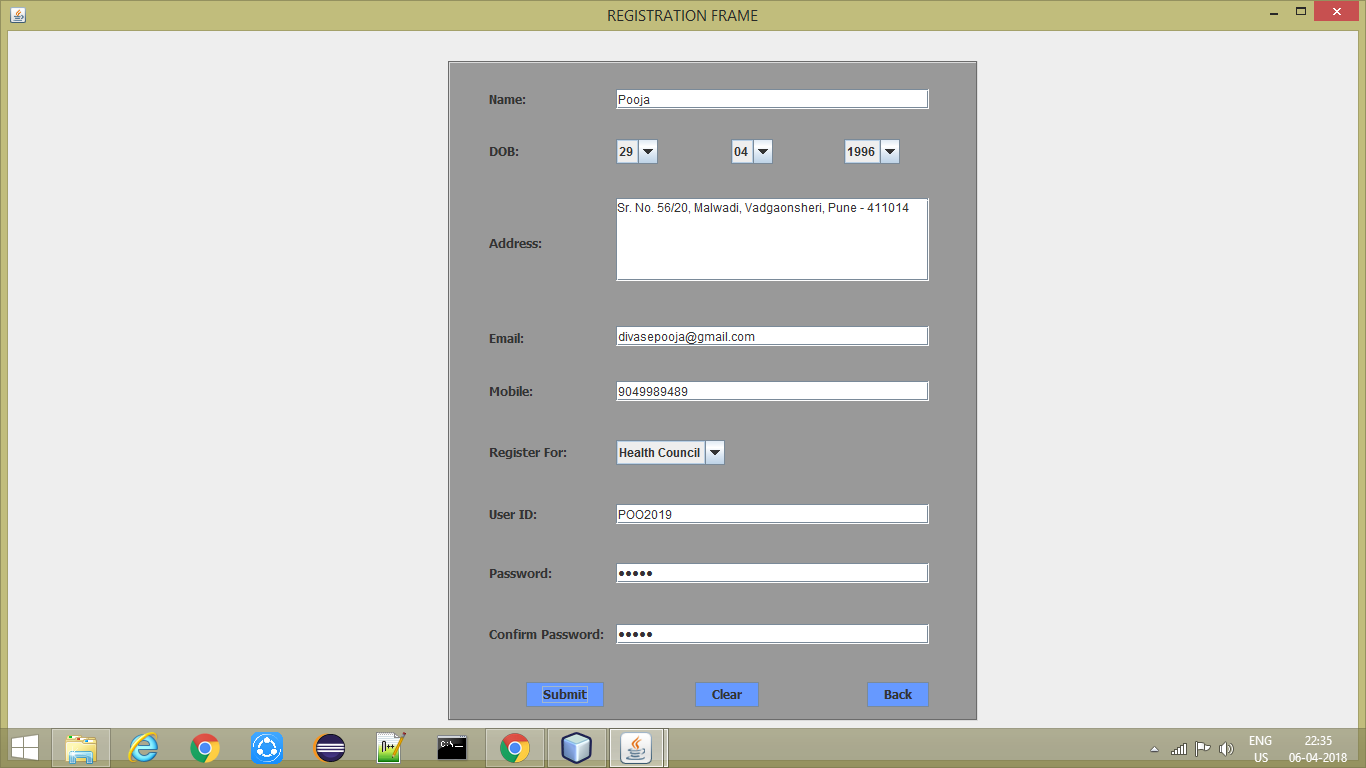 REGISTRATION FRAME
Name: Pooja
DOB: 29 04 1996
Address: Sr. No. 56/20, Malwadi, Vadgaonsheri, Pune - 411014
Email: divasepooja@gmail.com
Mobile: 9049989489
Register For: Health Council
User ID: POO2019
Password: •••••
Confirm Password: •••••
Submit Clear Back
ENG 22:35
US 06-04-2018